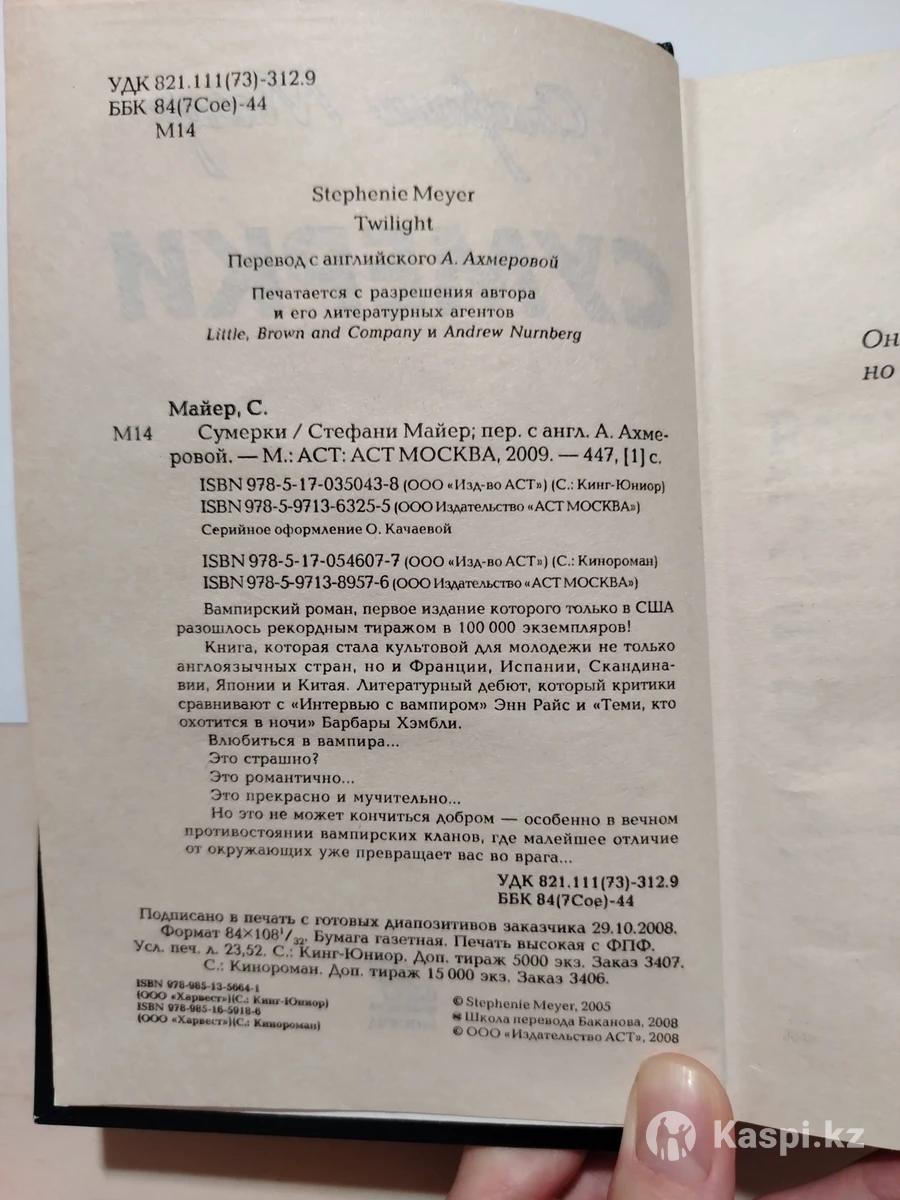 УДК 821.111(73)-312.9
ББК 84(7Сое)-44
М14
Stephenie Meyer
Twilight
Перевод с английского А. Ахмеровой
Печатается с разрешения автора
и его литературных агентов
Little, Brown and Company и Andrew Nurnberg
Майер, С.
М14 Сумерки / Стефани Майер; пер. с англ. А. Ахме-
ровой. — М.: АСТ: АСТ МОСКВА, 2009. — 447, [1] с.
ISBN 978-5-17-035043-8 (ООО «Изд-во АСТ») (С.: Кинг-Юниор)
ISBN 978-5-9713-6325-5 (ООО Издательство «АСТ МОСКВА»)
Серийное оформление О. Качаевой
ISBN 978-5-17-054607-7 (ООО «Изд-во АСТ») (С.: Кинороман)
ISBN 978-5-9713-8957-6 (ООО Издательство «АСТ МОСКВА»)
Вампирский роман, первое издание которого только в США
разошлось рекордным тиражом в 100 000 экземпляров!
Книга, которая стала культовой для молодежи не только
англоязычных стран, но и Франции, Испании, Скандина-
вии, Японии и Китая. Литературный дебют, который критики
сравнивают с «Интервью с вампиром» Энн Райс и «Теми, кто
охотится в ночи» Барбары Хэмбли.
Влюбиться в вампира...
Это страшно?
Это романтично...
Это прекрасно и мучительно...
Но это не может кончиться добром — особенно в вечном
противостоянии вампирских кланов, где малейшее отличие
от окружающих уже превращает вас во врага...
УДК 821.111(73)-312.9
ББК 84(7Сое)-44
Подписано в печать с готовых диапозитивов заказчика 29.10.2008.
Формат 84×108 1/32. Бумага газетная. Печать высокая с ФПФ.
Усл. печ. л. 23,52. С.: Кинг-Юниор. Доп. тираж 5000 экз. Заказ 3407.
С.: Кинороман. Доп. тираж 15 000 экз. Заказ 3406.
ISBN 978-985-13-5664-1
(ООО «Харвест»)(С.: Кинг-Юниор)
ISBN 978-985-16-5918-6
(ООО «Харвест»)(С.: Кинороман)
© Stephenie Meyer, 2005
Школа перевода Баканова, 2008
© ООО «Издательство АСТ», 2008
Он
но
Kaspi.kz